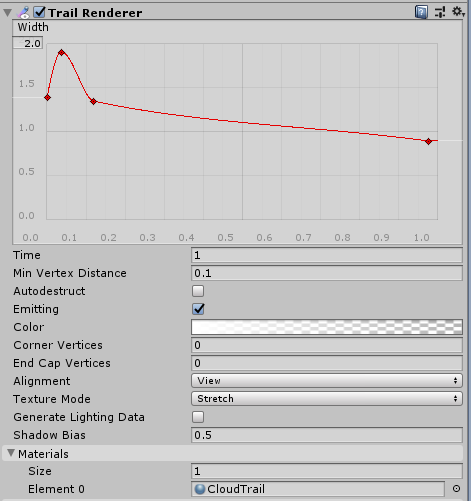 Trail Renderer
Width
2.0
1.5
1.0
0.5
0.0
0.0 0.1 0.2 0.3 0.4 0.5 0.6 0.7 0.8 0.9 1.0
Time 1
Min Vertex Distance 0.1
Autodestruct
Emitting
Color
Corner Vertices 0
End Cap Vertices 0
Alignment View
Texture Mode Stretch
Generate Lighting Data
Shadow Bias 0.5
Materials
Size 1
Element 0 CloudTrail